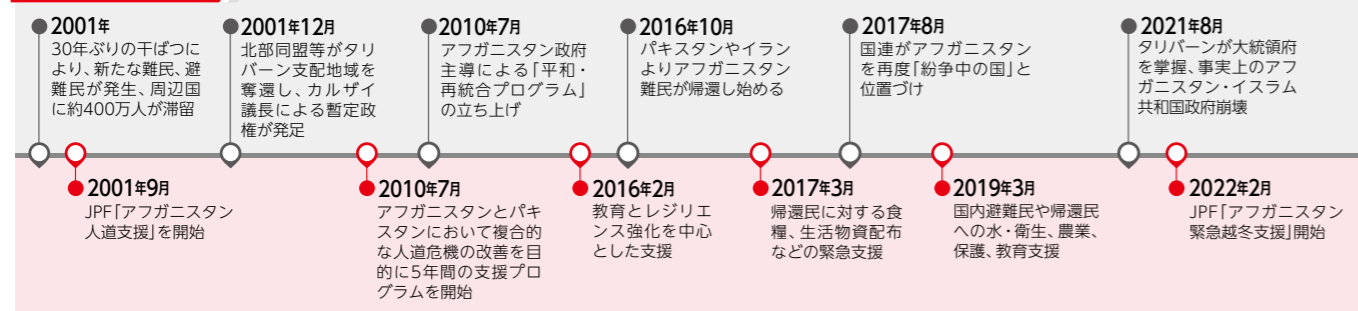 2001年
30年ぶりの干ばつに
より、新たな難民、避
難民が発生、周辺国
に約400万人が滞留
2001年12月
北部同盟等がタリ
バーン支配地域を
奪還し、カルザイ
議長による暫定政
権が発足
2010年7月
アフガニスタン政府
主導による「平和・
再統合プログラム」
の立ち上げ
2016年10月
パキスタンやイラン
よりアフガニスタン
難民が帰還し始める
2017年8月
国連がアフガニスタン
を再度「紛争中の国」と
位置づけ
2021年8月
タリバーンが大統領府
を掌握、事実上のアフ
ガニスタン・イスラム
共和国政府崩壊
2001年9月
JPF「アフガニスタン
人道支援」を開始
2010年7月
アフガニスタンとパキ
スタンにおいて複合的
な人道危機の改善を目
的に5年間の支援プロ
グラムを開始
2016年2月
教育とレジリエ
ンス強化を中心
とした支援
2017年3月
帰還民に対する食
糧、生活物資配布
などの緊急支援
2019年3月
国内避難民や帰還民
への水・衛生、農業、
保護、教育支援
2022年2月
JPF「アフガニスタン
緊急越冬支援」開始